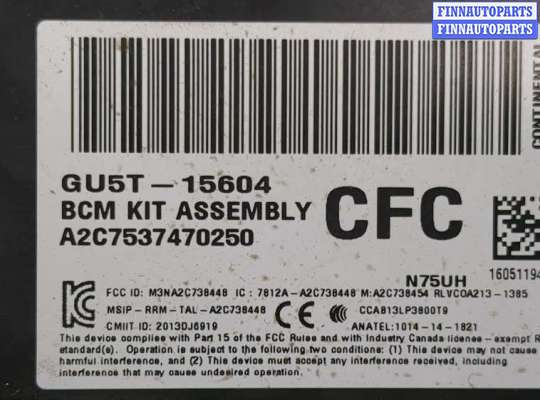 FINNAUTOPARTS
FINNAUTOPARTS
CONTINENTAL
GU5T-15604
BCM KIT ASSEMBLY
CFC
A2C7537470250
N75UH
16051194
FCC ID: M3NA2C738448 IC: 7812A-A2C738448 M:A2C738454 RLVCOA213-1385
MSIP-RRM-TAL-A2C738448
CCAB13LP3800T9
CMIIT ID: 2013DJ6919
ANATEL:1014-14-1821
This device complies with Part 15 of the FCC Rules and with Industry Canada license-exempt R
standard(s). Operation is subject to the following two conditions: (1) This device may not cause
harmful interference, and (2) This device must accept any interference, including
interference that may cause undesired operation.